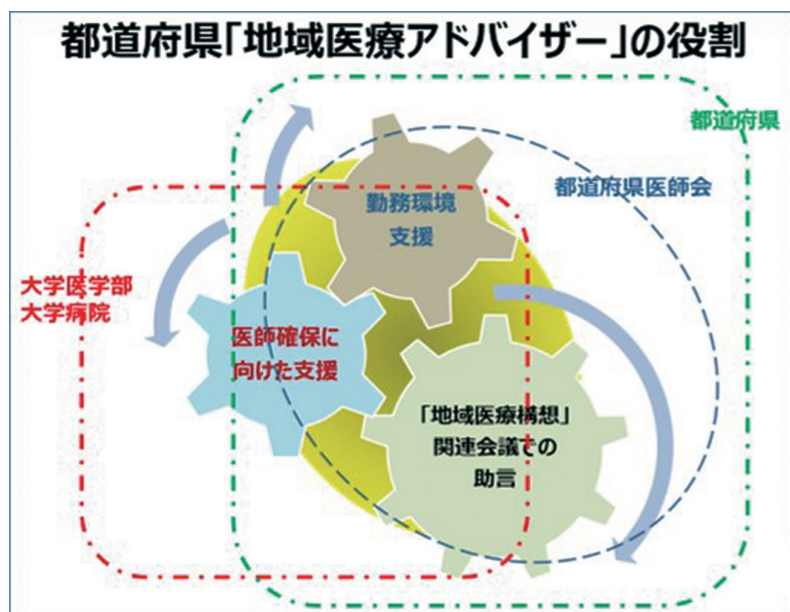 都道府県「地域医療アドバイザー」の役割
都道府県
都道府県医師会
勤務環境
支援
大学医学部
大学病院
医師確保に
向けた支援
「地域医療構想」
関連会議での
助言